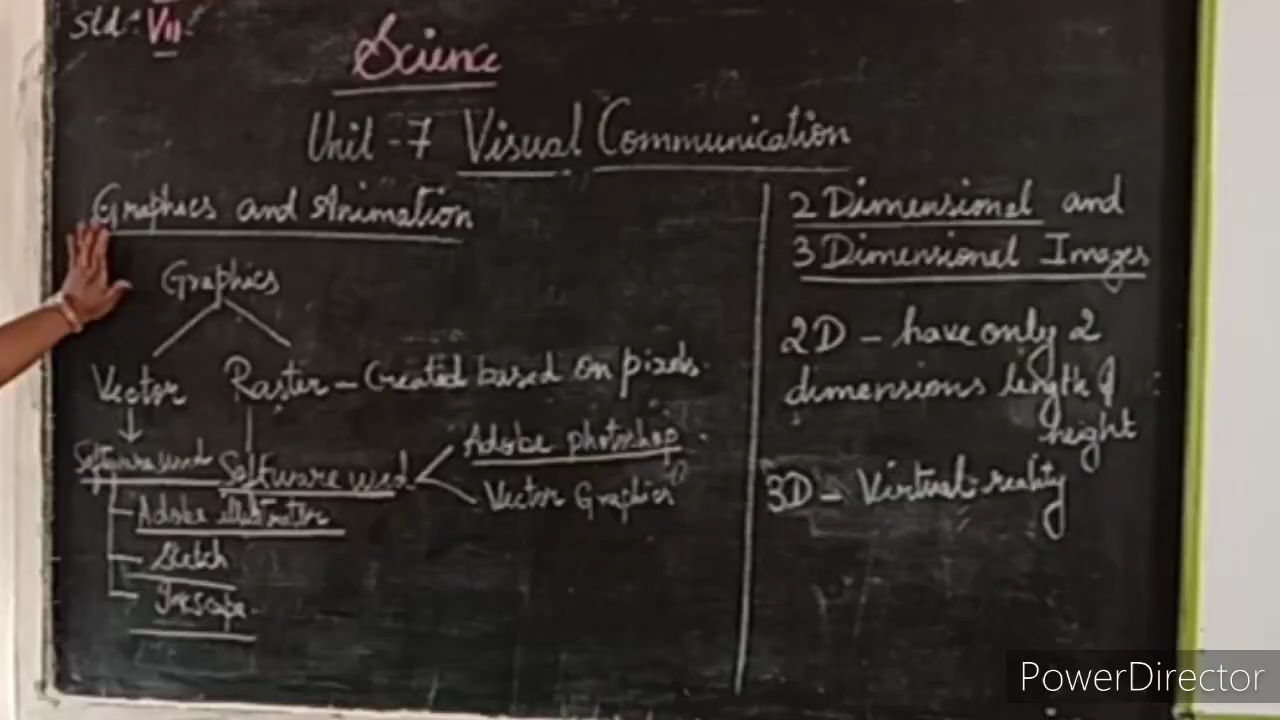 Std: VII
Science
Unit - 7 Visual Communication
Graphics and Animation
Graphics
Vector
Raster - Created based on pixels.
Software used
Software used
Adobe photoshop
Vector Graphics
Adobe illustrator
Sketch
Inkscape
2 Dimensional and
3 Dimensional Images
2D - have only 2
dimensions length &
height
3D - Virtual reality
PowerDirector